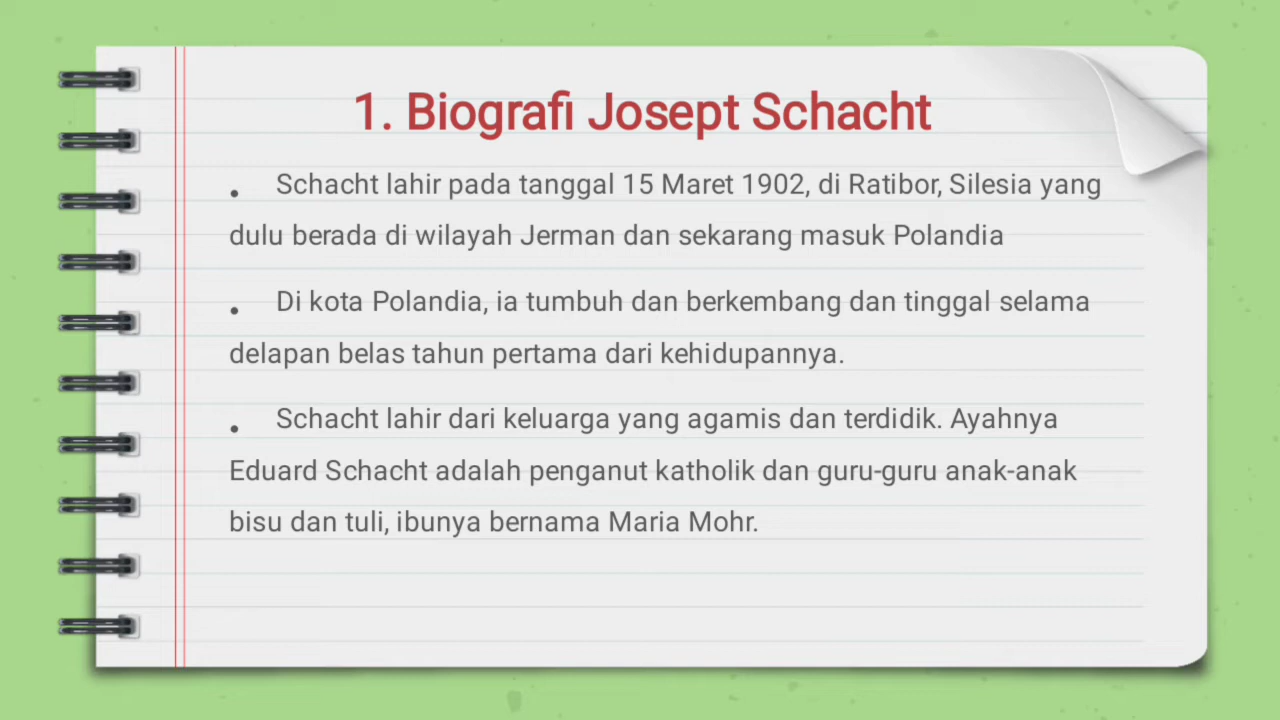 1. Biografi Josept Schacht
• Schacht lahir pada tanggal 15 Maret 1902, di Ratibor, Silesia yang
dulu berada di wilayah Jerman dan sekarang masuk Polandia
• Di kota Polandia, ia tumbuh dan berkembang dan tinggal selama
delapan belas tahun pertama dari kehidupannya.
• Schacht lahir dari keluarga yang agamis dan terdidik. Ayahnya
Eduard Schacht adalah penganut katholik dan guru-guru anak-anak
bisu dan tuli, ibunya bernama Maria Mohr.